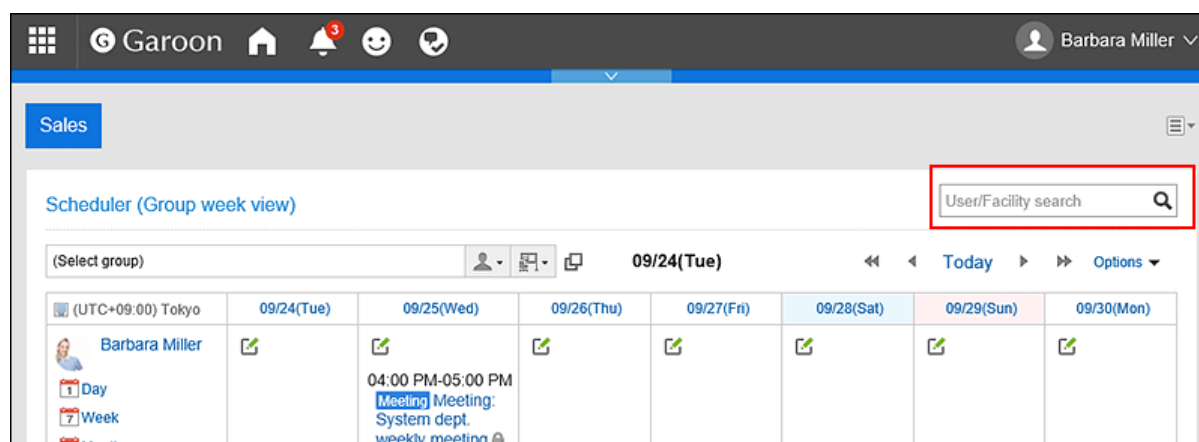 G Garoon 3 Barbara Miller
Sales
Scheduler (Group week view) User/Facility search
(Select group) 09/24(Tue) Today Options
(UTC+09:00) Tokyo 09/24(Tue) 09/25(Wed) 09/26(Thu) 09/27(Fri) 09/28(Sat) 09/29(Sun) 09/30(Mon)
Barbara Miller
04:00 PM-05:00 PM
1 Day Meeting Meeting:
7 Week System dept.
weekly meeting